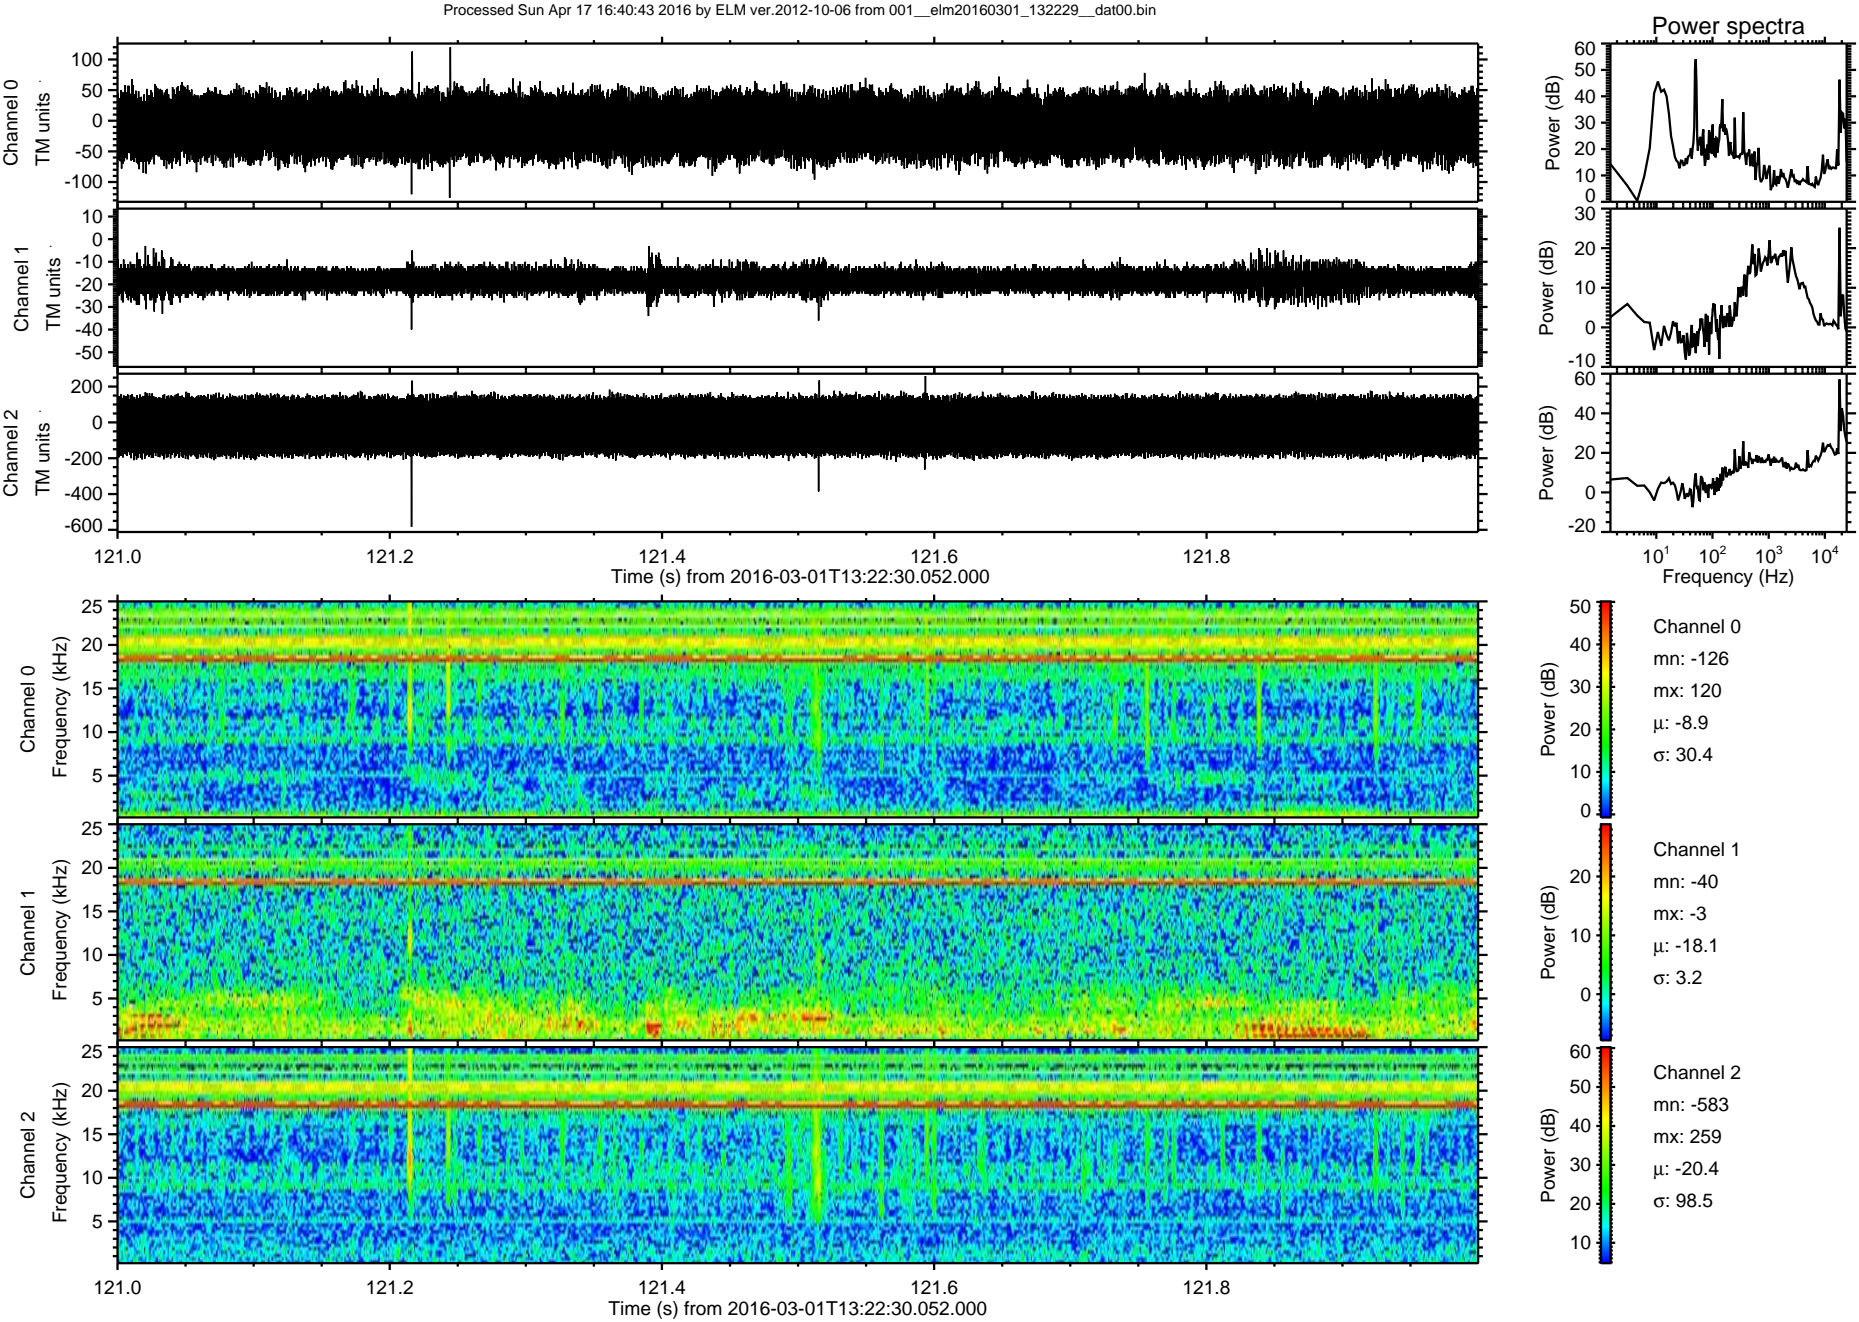 Processed Sun Apr 17 16:40:43 2016 by ELM ver.2012-10-06 from 001__elm20160301_132229__dat00.bin
Power spectra
Channel 0
TM units
100
50
0
-50
-100
Power (dB)
60
50
40
30
20
10
0
Channel 1
TM units
10
0
-10
-20
-30
-40
-50
Power (dB)
30
20
10
0
-10
Channel 2
TM units
200
0
-200
-400
-600
Power (dB)
60
40
20
0
-20
121.0 121.2 121.4 121.6 121.8
Time (s) from 2016-03-01T13:22:30.052.000
10¹ 10² 10³ 10⁴
Frequency (Hz)
Channel 0
Frequency (kHz)
25
20
15
10
5
Power (dB)
50
40
30
20
10
0
Channel 0
mn: -126
mx: 120
μ: -8.9
σ: 30.4
Channel 1
Frequency (kHz)
25
20
15
10
5
Power (dB)
20
10
0
Channel 1
mn: -40
mx: -3
μ: -18.1
σ: 3.2
Channel 2
Frequency (kHz)
25
20
15
10
5
Power (dB)
60
50
40
30
20
10
Channel 2
mn: -583
mx: 259
μ: -20.4
σ: 98.5
121.0 121.2 121.4 121.6 121.8
Time (s) from 2016-03-01T13:22:30.052.000